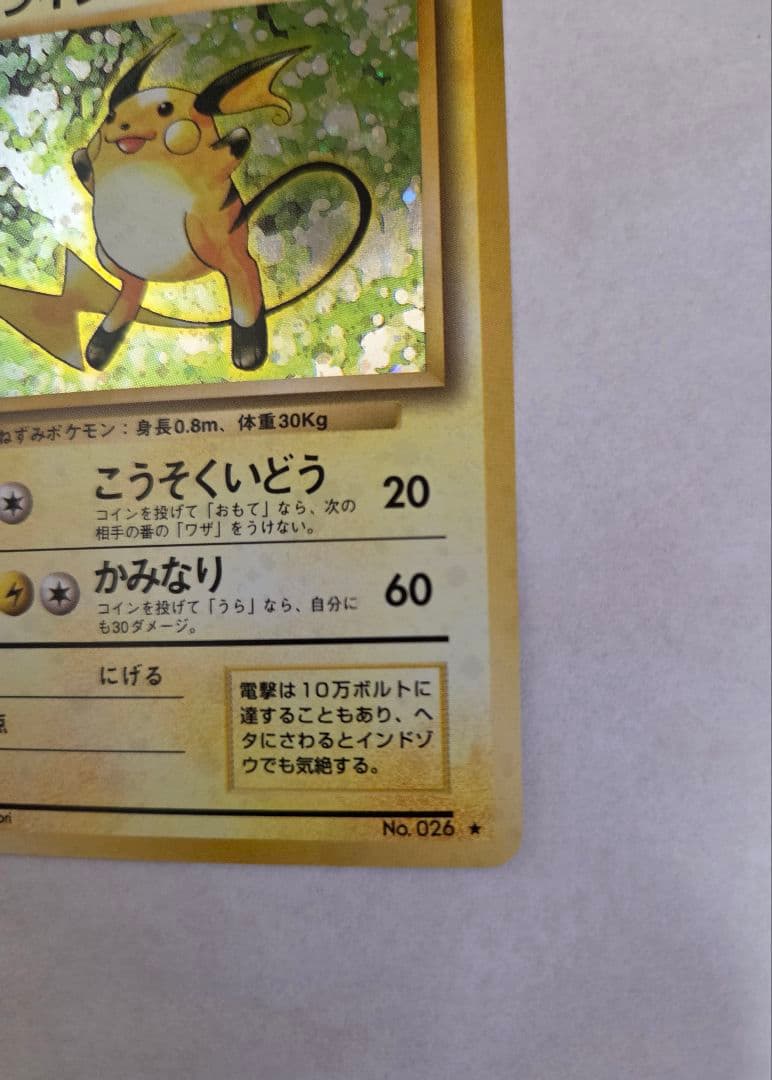 ねずみポケモン：身長0.8m、体重30Kg
こうそくいどう 20
コインを投げて「おもて」なら、次の
相手の番の「ワザ」をうけない。
かみなり 60
コインを投げて「うら」なら、自分に
も30ダメージ。
にげる
電撃は10万ボルトに
達することもあり、ヘ
タにさわるとインドゾ
ウでも気絶する。
No. 026 ★